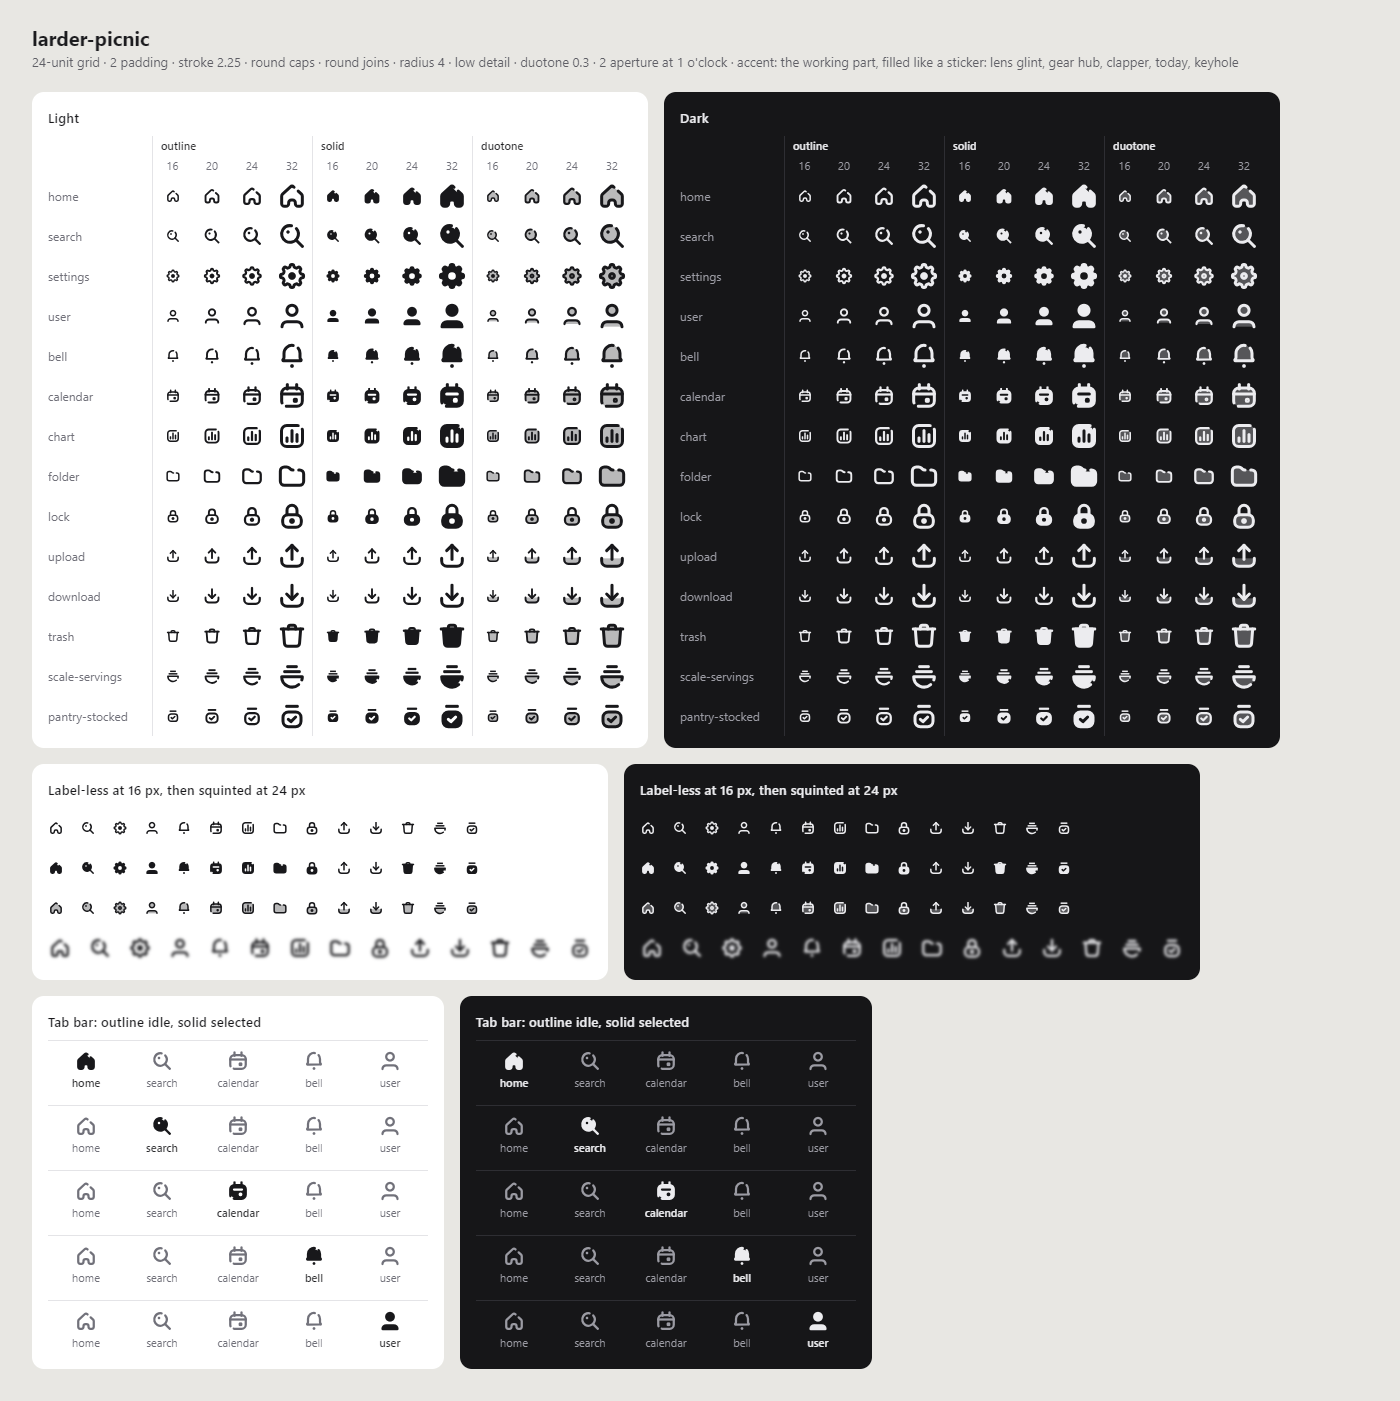 larder-picnic
24-unit grid · 2 padding · stroke 2.25 · round caps · round joins · radius 4 · low detail · duotone 0.3 · 2 aperture at 1 o'clock · accent: the working part, filled like a sticker: lens glint, gear hub, clapper, today, keyhole
Light
outline solid duotone
16 20 24 32 16 20 24 32 16 20 24 32
home
search
settings
user
bell
calendar
chart
folder
lock
upload
download
trash
scale-servings
pantry-stocked
Dark
outline solid duotone
16 20 24 32 16 20 24 32 16 20 24 32
home
search
settings
user
bell
calendar
chart
folder
lock
upload
download
trash
scale-servings
pantry-stocked
Label-less at 16 px, then squinted at 24 px
Label-less at 16 px, then squinted at 24 px
Tab bar: outline idle, solid selected
home search calendar bell user
home search calendar bell user
home search calendar bell user
home search calendar bell user
home search calendar bell user
Tab bar: outline idle, solid selected
home search calendar bell user
home search calendar bell user
home search calendar bell user
home search calendar bell user
home search calendar bell user